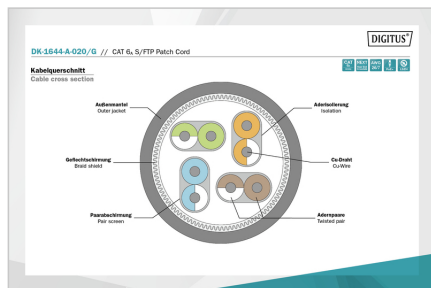 DIGITUS®
DK-1644-A-020/G // CAT 6A S/FTP Patch Cord
Kabelquerschnitt
Cable cross section
Außenmantel
Outer jacket
Aderisolierung
Isolation
Geflechtschirmung
Braid shield
Cu-Draht
Cu-Wire
Paarabschirmung
Pair screen
Adernpaare
Twisted pair